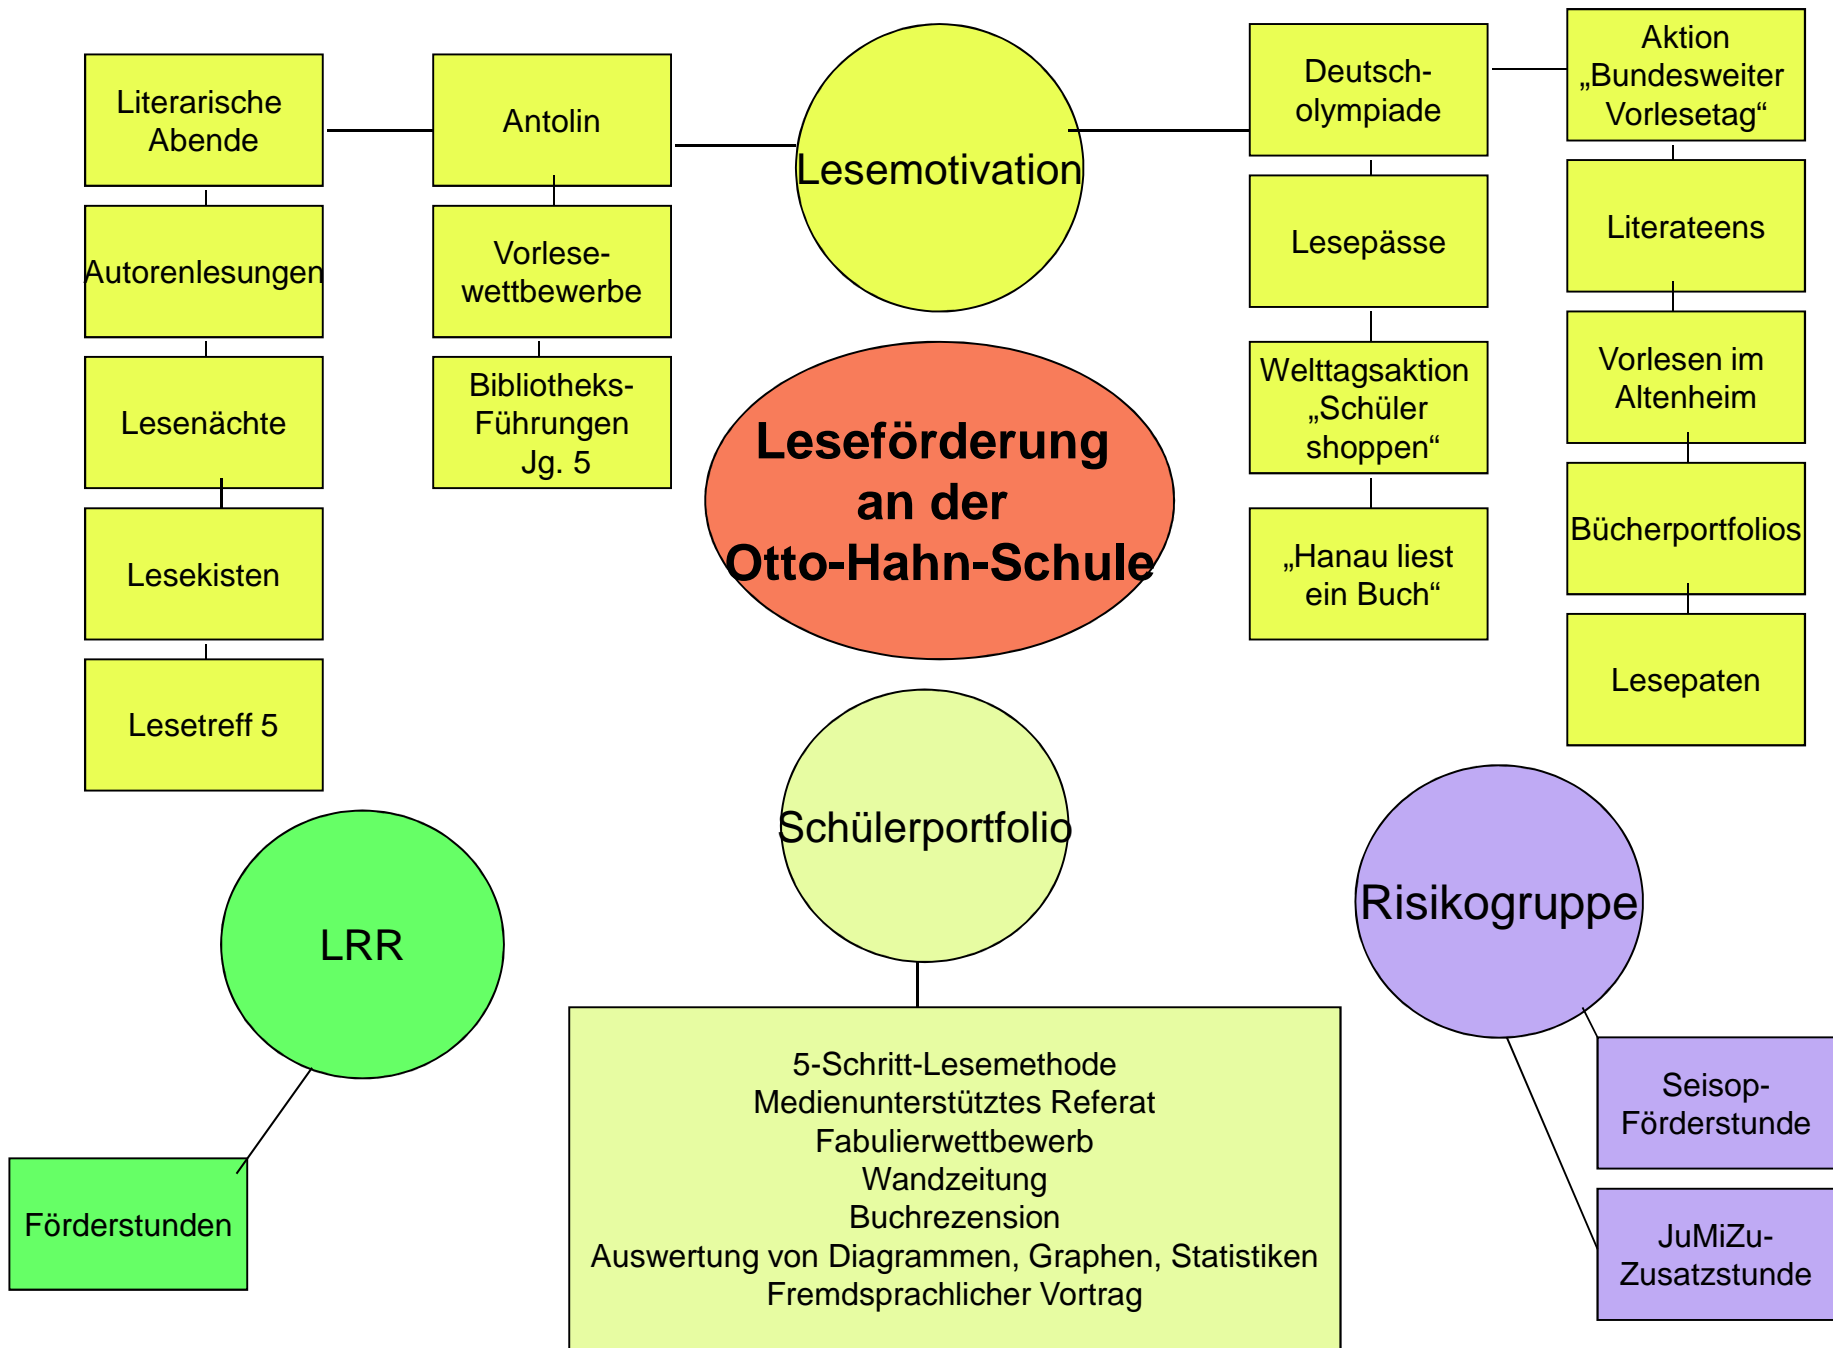 Literarische
Abende
Autorenlesungen
Lesenächte
Lesekisten
Lesetreff 5
Antolin
Vorlese-
wettbewerbe
Bibliotheks-
Führungen
Jg. 5
Lesemotivation
Leseförderung
an der
Otto-Hahn-Schule
Deutsch-
olympiade
Lesepässe
Welttagsaktion
„Schüler
shoppen“
„Hanau liest
ein Buch“
Aktion
„Bundesweiter
Vorlesetag“
Literateens
Vorlesen im
Altenheim
Bücherportfolios
Lesepaten
LRR
Förderstunden
Schülerportfolio
5-Schritt-Lesemethode
Medienunterstütztes Referat
Fabulierwettbewerb
Wandzeitung
Buchrezension
Auswertung von Diagrammen, Graphen, Statistiken
Fremdsprachlicher Vortrag
Risikogruppe
Seisop-
Förderstunde
JuMiZu-
Zusatzstunde